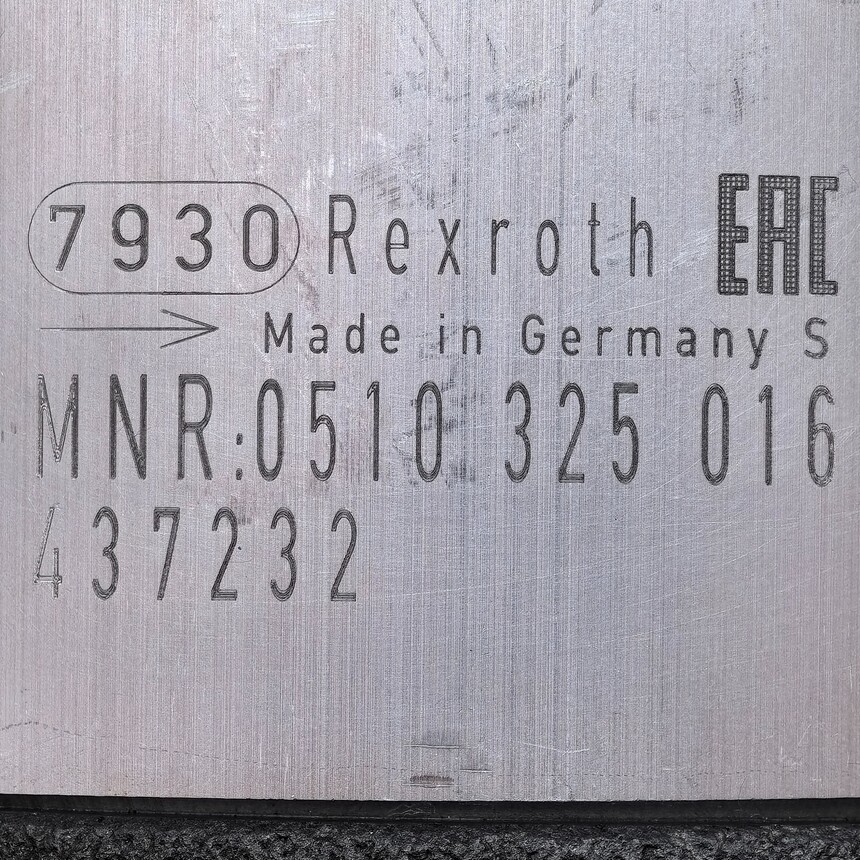 7930 Rexroth EAC
Made in Germany S
MNR:0510 325 016
437232